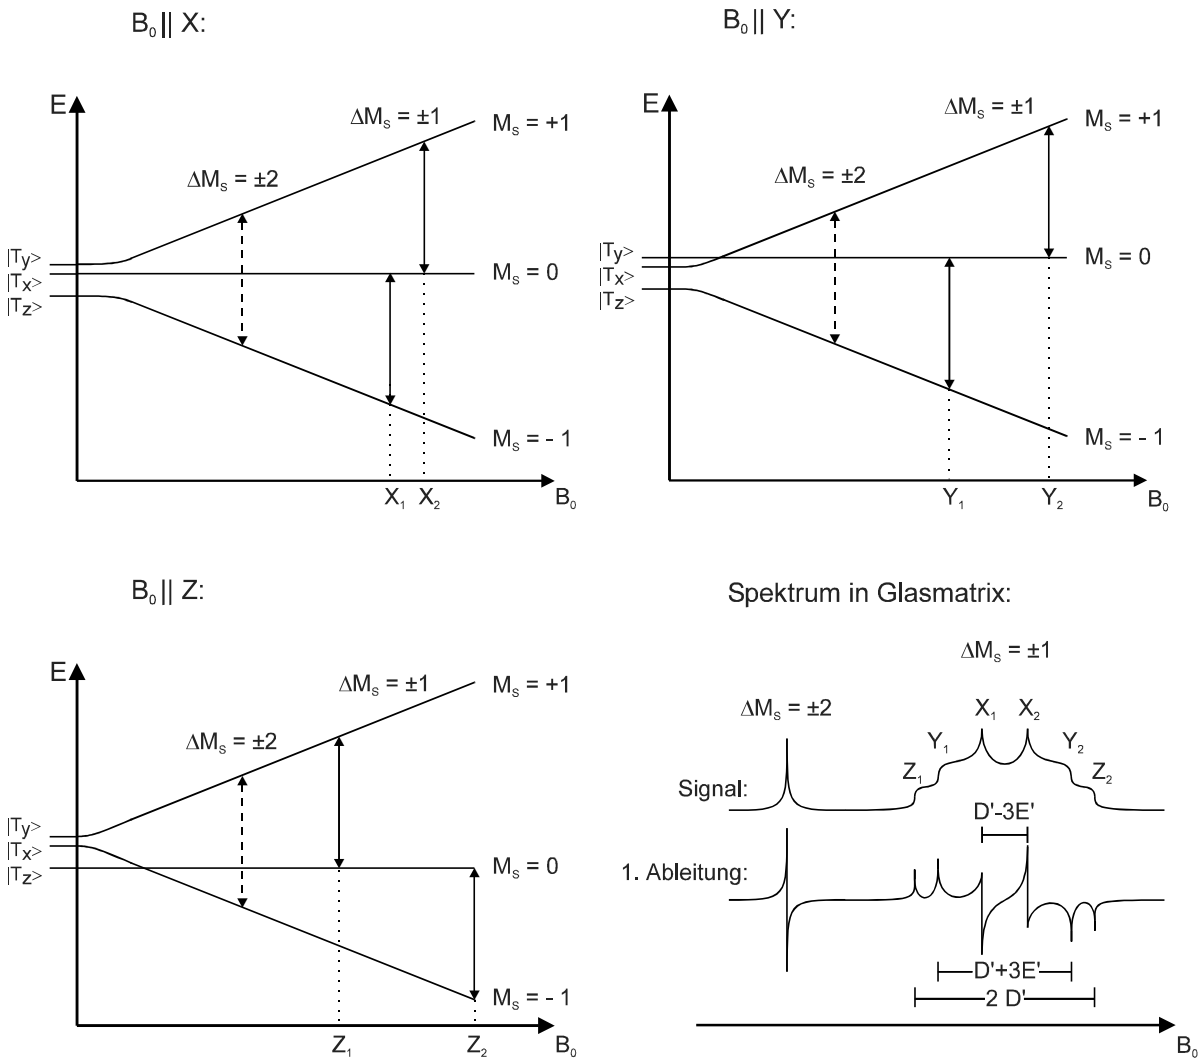 B₀ || X:
E
ΔMₛ = ±1
Mₛ = +1
ΔMₛ = ±2
|Ty>
|Tx>
|Tz>
Mₛ = 0
Mₛ = - 1
X₁
X₂
B₀
B₀ || Y:
E
ΔMₛ = ±1
Mₛ = +1
ΔMₛ = ±2
|Ty>
|Tx>
|Tz>
Mₛ = 0
Mₛ = - 1
Y₁
Y₂
B₀
B₀ || Z:
E
ΔMₛ = ±1
Mₛ = +1
ΔMₛ = ±2
|Ty>
|Tx>
|Tz>
Mₛ = 0
Mₛ = - 1
Z₁
Z₂
B₀
Spektrum in Glasmatrix:
ΔMₛ = ±1
ΔMₛ = ±2
X₁
X₂
Y₁
Y₂
Z₁
Z₂
Signal:
D'-3E'
1. Ableitung:
D'+3E'
2 D'
B₀